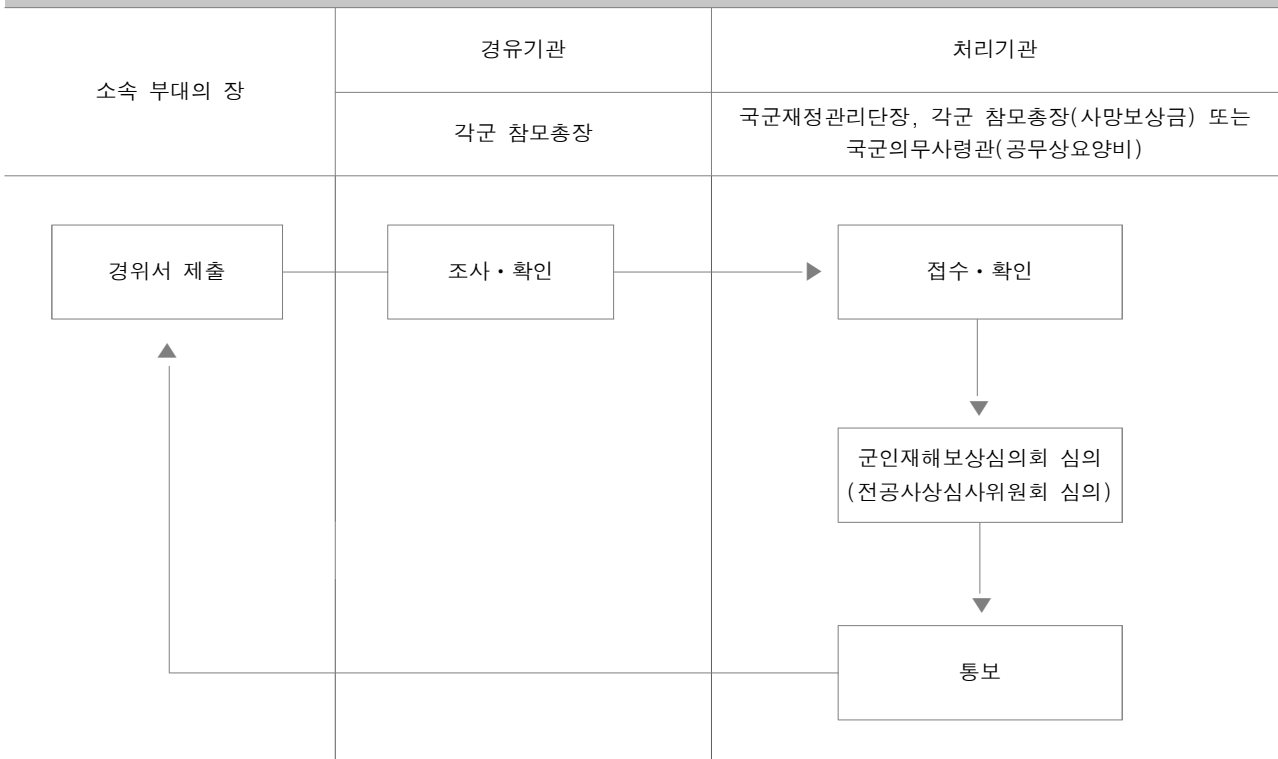 소속 부대의 장
경유기관
처리기관
각군 참모총장
국군재정관리단장, 각군 참모총장(사망보상금) 또는
국군의무사령관(공무상요양비)
경위서 제출
조사･확인
접수･확인
군인재해보상심의회 심의
(전공사상심사위원회 심의)
통보